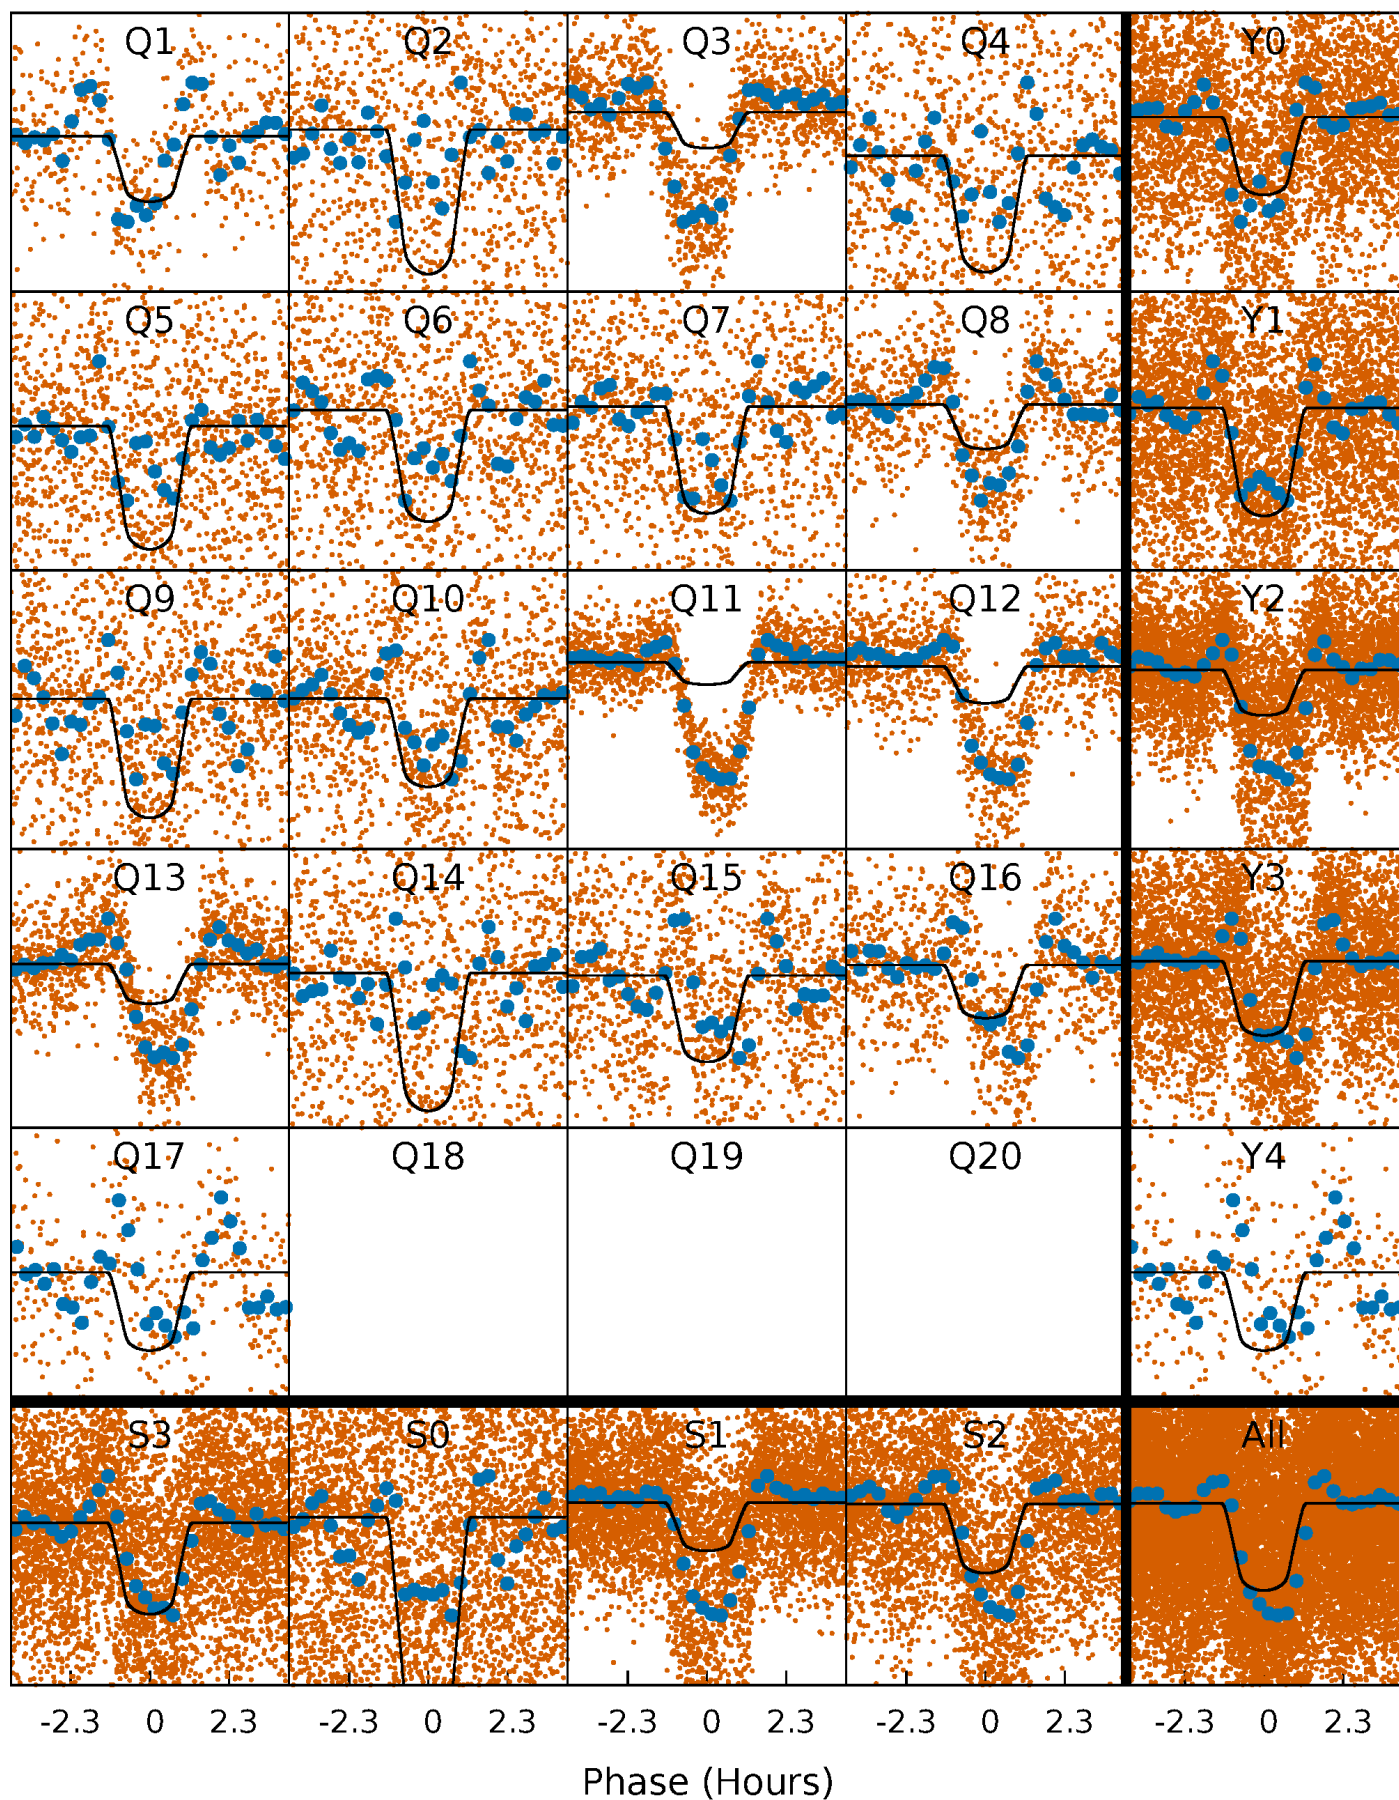 Q1 Q2 Q3 Q4 Y0
Q5 Q6 Q7 Q8 Y1
Q9 Q10 Q11 Q12 Y2
Q13 Q14 Q15 Q16 Y3
Q17 Q18 Q19 Q20 Y4
S3 S0 S1 S2 All
-2.3 0 2.3 -2.3 0 2.3 -2.3 0 2.3 -2.3 0 2.3 -2.3 0 2.3
Phase (Hours)